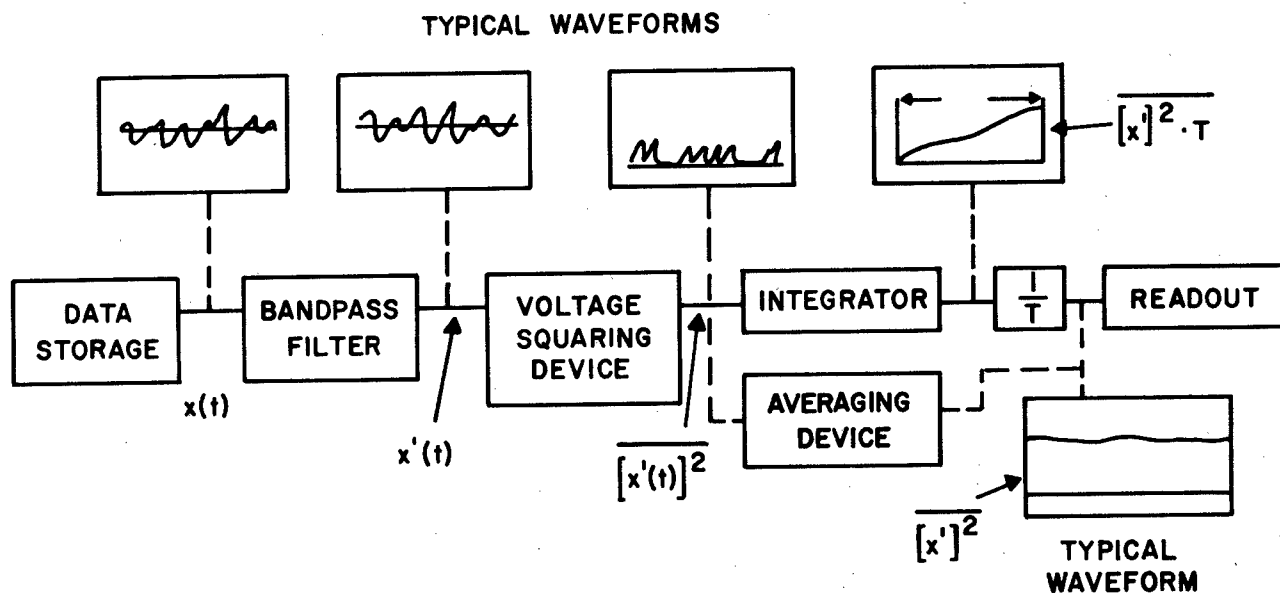 TYPICAL WAVEFORMS
[x']² · T
DATA
STORAGE
BANDPASS
FILTER
VOLTAGE
SQUARING
DEVICE
INTEGRATOR
1/T
READOUT
x(t)
x'(t)
[x'(t)]²
AVERAGING
DEVICE
[x']²
TYPICAL
WAVEFORM